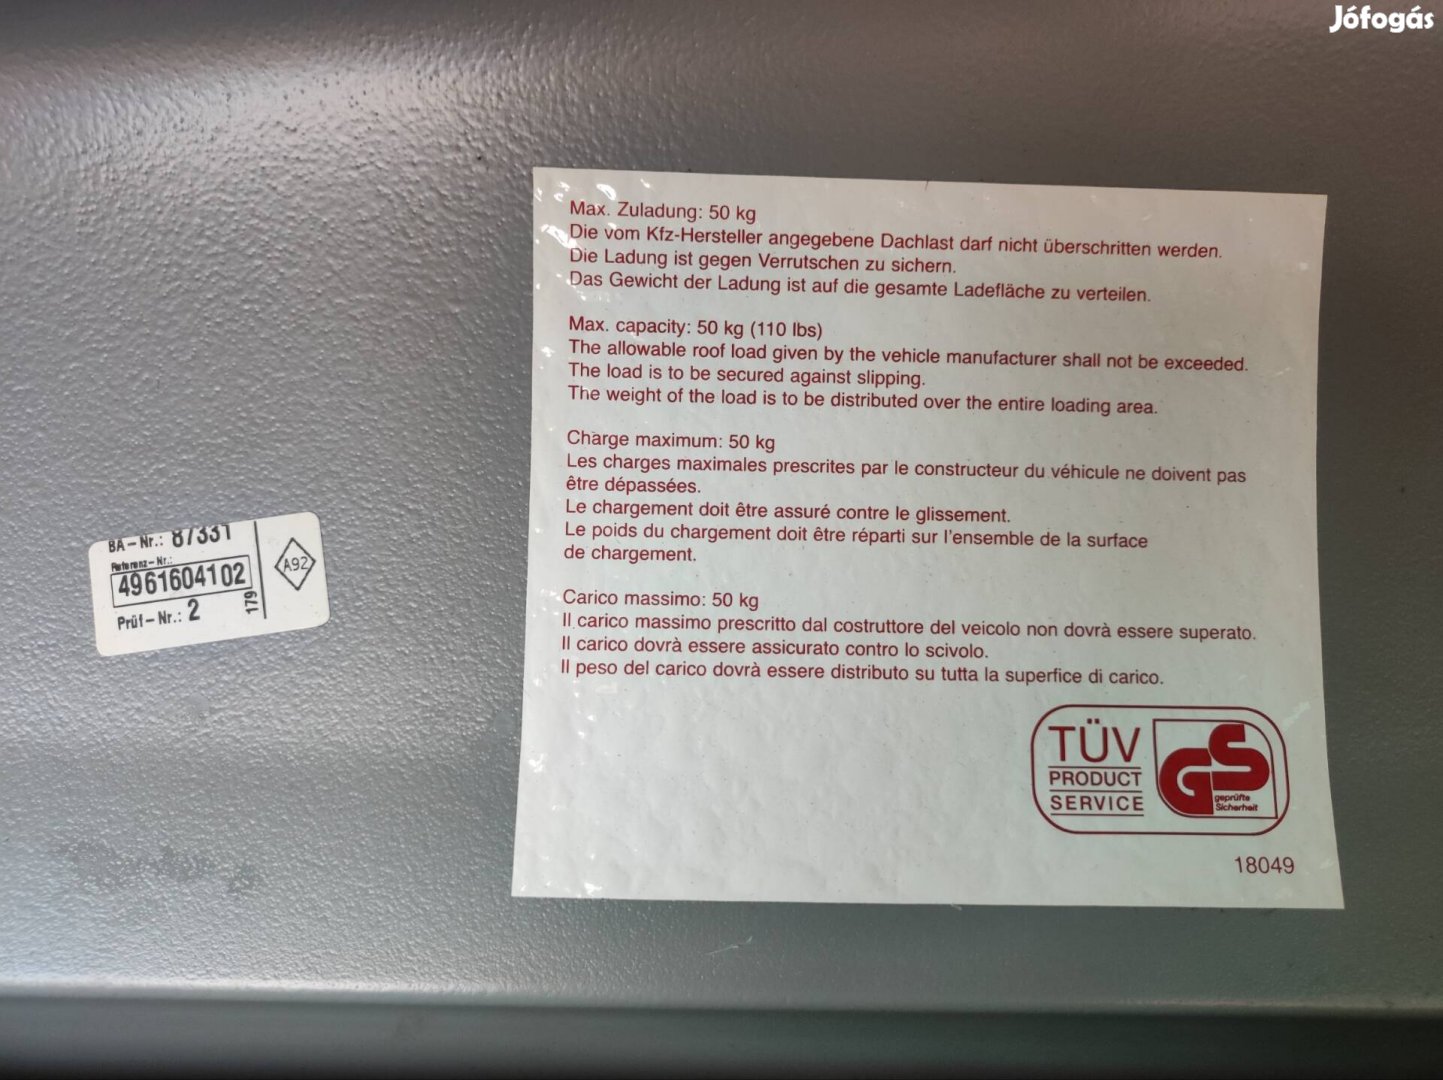 Jófogás
Max. Zuladung: 50 kg
Die vom Kfz-Hersteller angegebene Dachlast darf nicht überschritten werden.
Die Ladung ist gegen Verrutschen zu sichern.
Das Gewicht der Ladung ist auf die gesamte Ladefläche zu verteilen.
Max. capacity: 50 kg (110 lbs)
The allowable roof load given by the vehicle manufacturer shall not be exceeded.
The load is to be secured against slipping.
The weight of the load is to be distributed over the entire loading area.
Charge maximum: 50 kg
Les charges maximales prescrites par le constructeur du véhicule ne doivent pas
être dépassées.
Le chargement doit être assuré contre le glissement.
Le poids du chargement doit être réparti sur l'ensemble de la surface
de chargement.
Carico massimo: 50 kg
Il carico massimo prescritto dal costruttore del veicolo non dovrà essere superato.
Il carico dovrà essere assicurato contro lo scivolo.
Il peso del carico dovrà essere distributo su tutta la superfice di carico.
TÜV
PRODUCT
SERVICE
GS
geprüfte
Sicherheit
18049
BA-Nr.: 87331
Referenz-Nr.:
4961604102
Prüf-Nr.: 2
179
A92